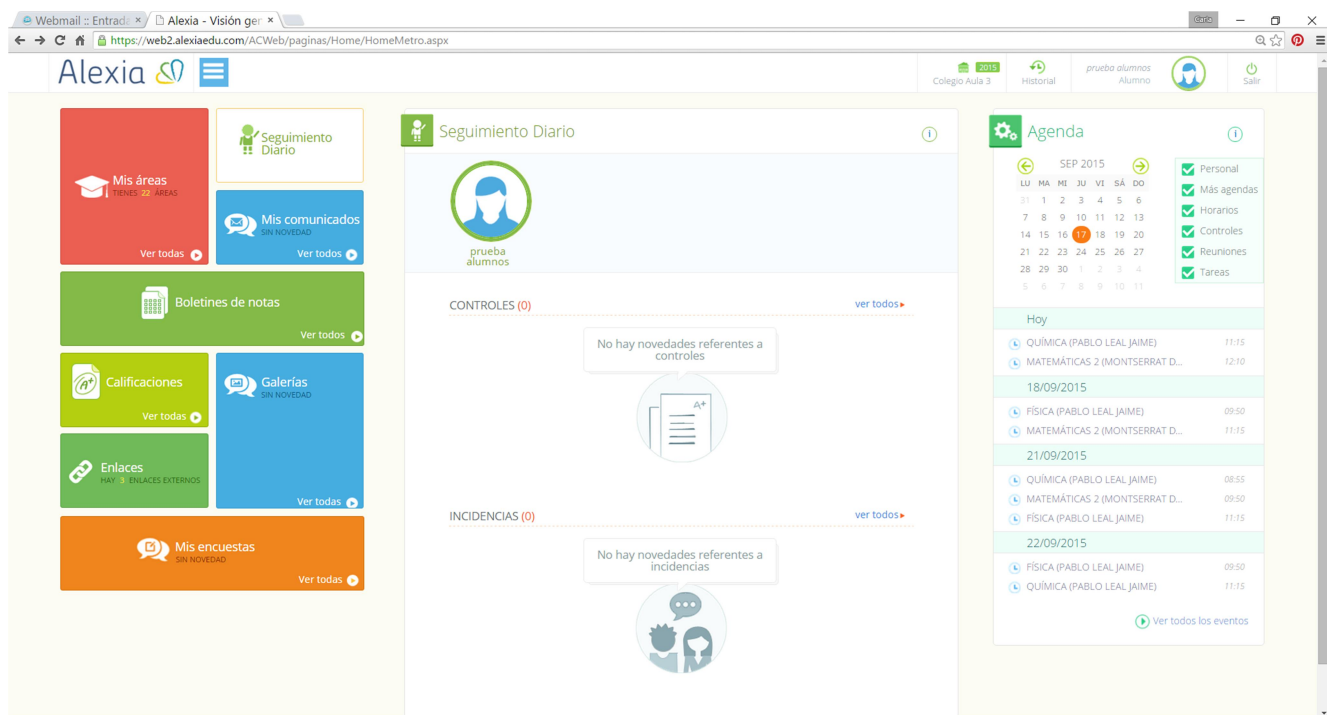 Webmail :: Entrada
Alexia - Visión gen
Carla
https://web2.alexiaedu.com/ACWeb/paginas/Home/HomeMetro.aspx
Alexia
2015
Colegio Aula 3
Historial
prueba alumnos
Alumno
Salir
Mis áreas
TIENES 22 ÁREAS
Ver todas
Seguimiento
Diario
Mis comunicados
SIN NOVEDAD
Ver todos
Boletines de notas
Ver todos
Calificaciones
Ver todas
Galerías
SIN NOVEDAD
Ver todas
Enlaces
HAY 3 ENLACES EXTERNOS
Mis encuestas
SIN NOVEDAD
Ver todas
Seguimiento Diario
prueba
alumnos
CONTROLES (0)
ver todos
No hay novedades referentes a
controles
A+
INCIDENCIAS (0)
ver todos
No hay novedades referentes a
incidencias
Agenda
SEP 2015
LU MA MI JU VI SÁ DO
31 1 2 3 4 5 6
7 8 9 10 11 12 13
14 15 16 17 18 19 20
21 22 23 24 25 26 27
28 29 30 1 2 3 4
5 6 7 8 9 10 11
Personal
Más agendas
Horarios
Controles
Reuniones
Tareas
Hoy
QUÍMICA (PABLO LEAL JAIME) 11:15
MATEMÁTICAS 2 (MONTSERRAT D... 12:10
18/09/2015
FÍSICA (PABLO LEAL JAIME) 09:50
MATEMÁTICAS 2 (MONTSERRAT D... 11:15
21/09/2015
QUÍMICA (PABLO LEAL JAIME) 08:55
MATEMÁTICAS 2 (MONTSERRAT D... 09:50
FÍSICA (PABLO LEAL JAIME) 11:15
22/09/2015
FÍSICA (PABLO LEAL JAIME) 09:50
QUÍMICA (PABLO LEAL JAIME) 11:15
Ver todos los eventos